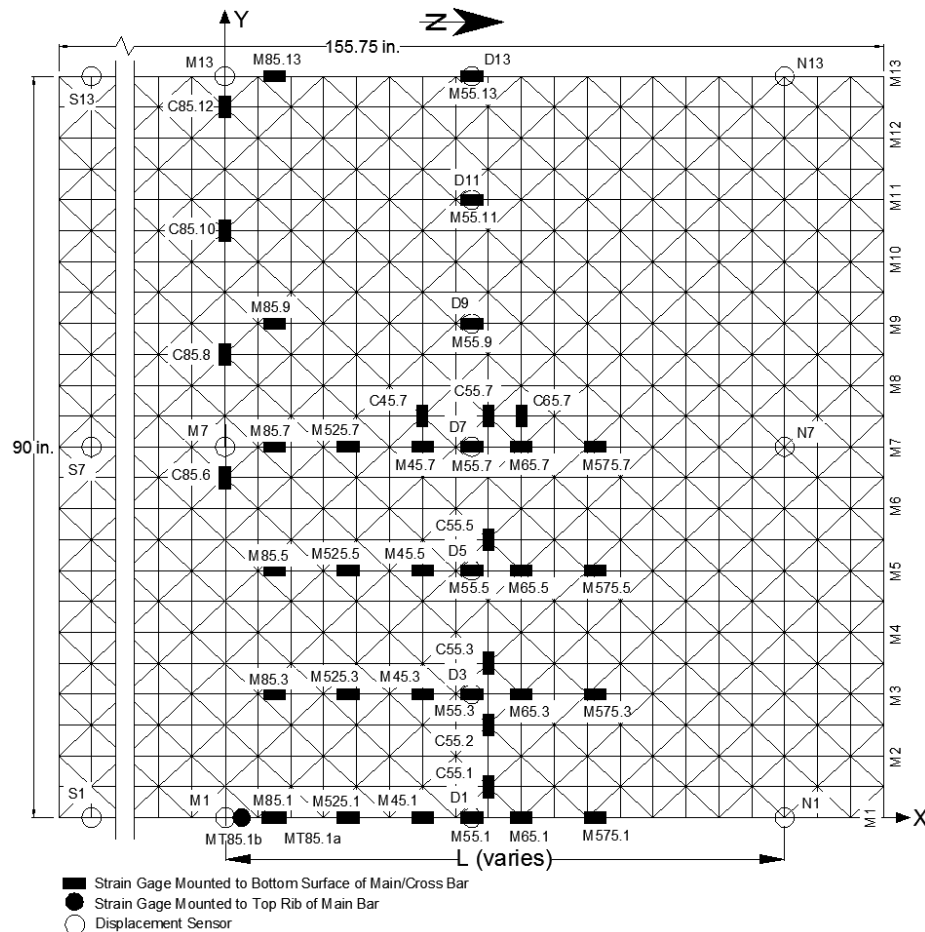 Y
N
155.75 in.
M13
M85.13
D13
N13
M13
S13
C85.12
M55.13
M12
D11
M11
M55.11
C85.10
M10
M85.9
D9
M9
M55.9
C85.8
M8
C45.7
C55.7
C65.7
M7
M85.7
M525.7
D7
N7
M7
90 in.
S7
M45.7
M55.7
M65.7
M575.7
C85.6
M6
C55.5
M85.5
M525.5
M45.5
D5
M5
M55.5
M65.5
M575.5
M4
C55.3
M85.3
M525.3
M45.3
D3
M3
M55.3
M65.3
M575.3
C55.2
M2
C55.1
S1
M1
M85.1
M525.1
M45.1
D1
N1
M1
X
MT85.1b
MT85.1a
M55.1
M65.1
M575.1
L (varies)
Strain Gage Mounted to Bottom Surface of Main/Cross Bar
Strain Gage Mounted to Top Rib of Main Bar
Displacement Sensor